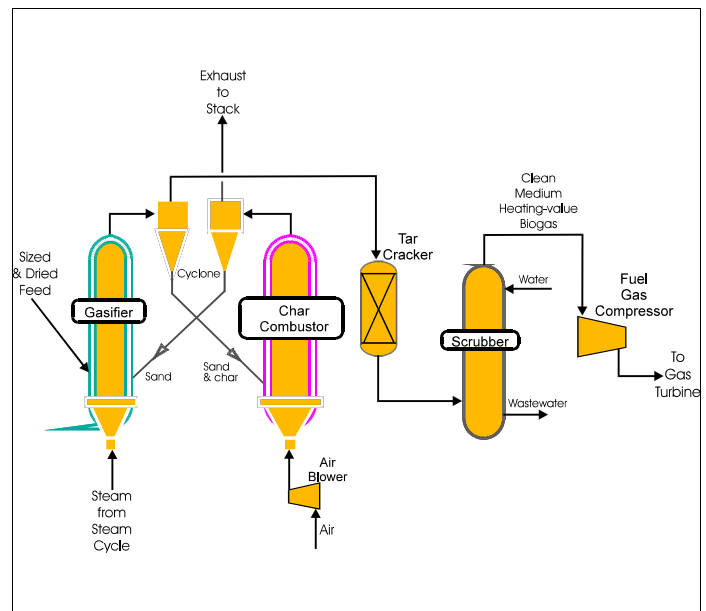 Exhaust
to
Stack
Clean
Medium
Heating-value
Biogas
Tar
Cracker
Sized
& Dried
Feed
Cyclone
Water
Fuel
Gas
Compressor
Gasifier
Char
Combustor
Scrubber
Sand
Sand
& char
To
Gas
Turbine
Wastewater
Air
Blower
Steam
from
Steam
Cycle
Air